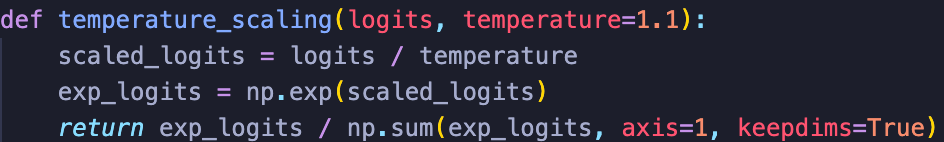 def temperature_scaling(logits, temperature=1.1):
    scaled_logits = logits / temperature
    exp_logits = np.exp(scaled_logits)
    return exp_logits / np.sum(exp_logits, axis=1, keepdims=True)